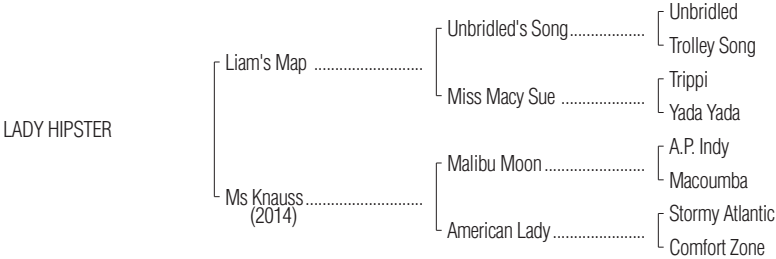 Unbridled
Unbridled's Song...................
Trolley Song
Liam's Map ..........................
Trippi
Miss Macy Sue ....................
Yada Yada
LADY HIPSTER
A.P. Indy
Malibu Moon........................
Macoumba
Ms Knauss............................
(2014)
Stormy Atlantic
American Lady......................
Comfort Zone